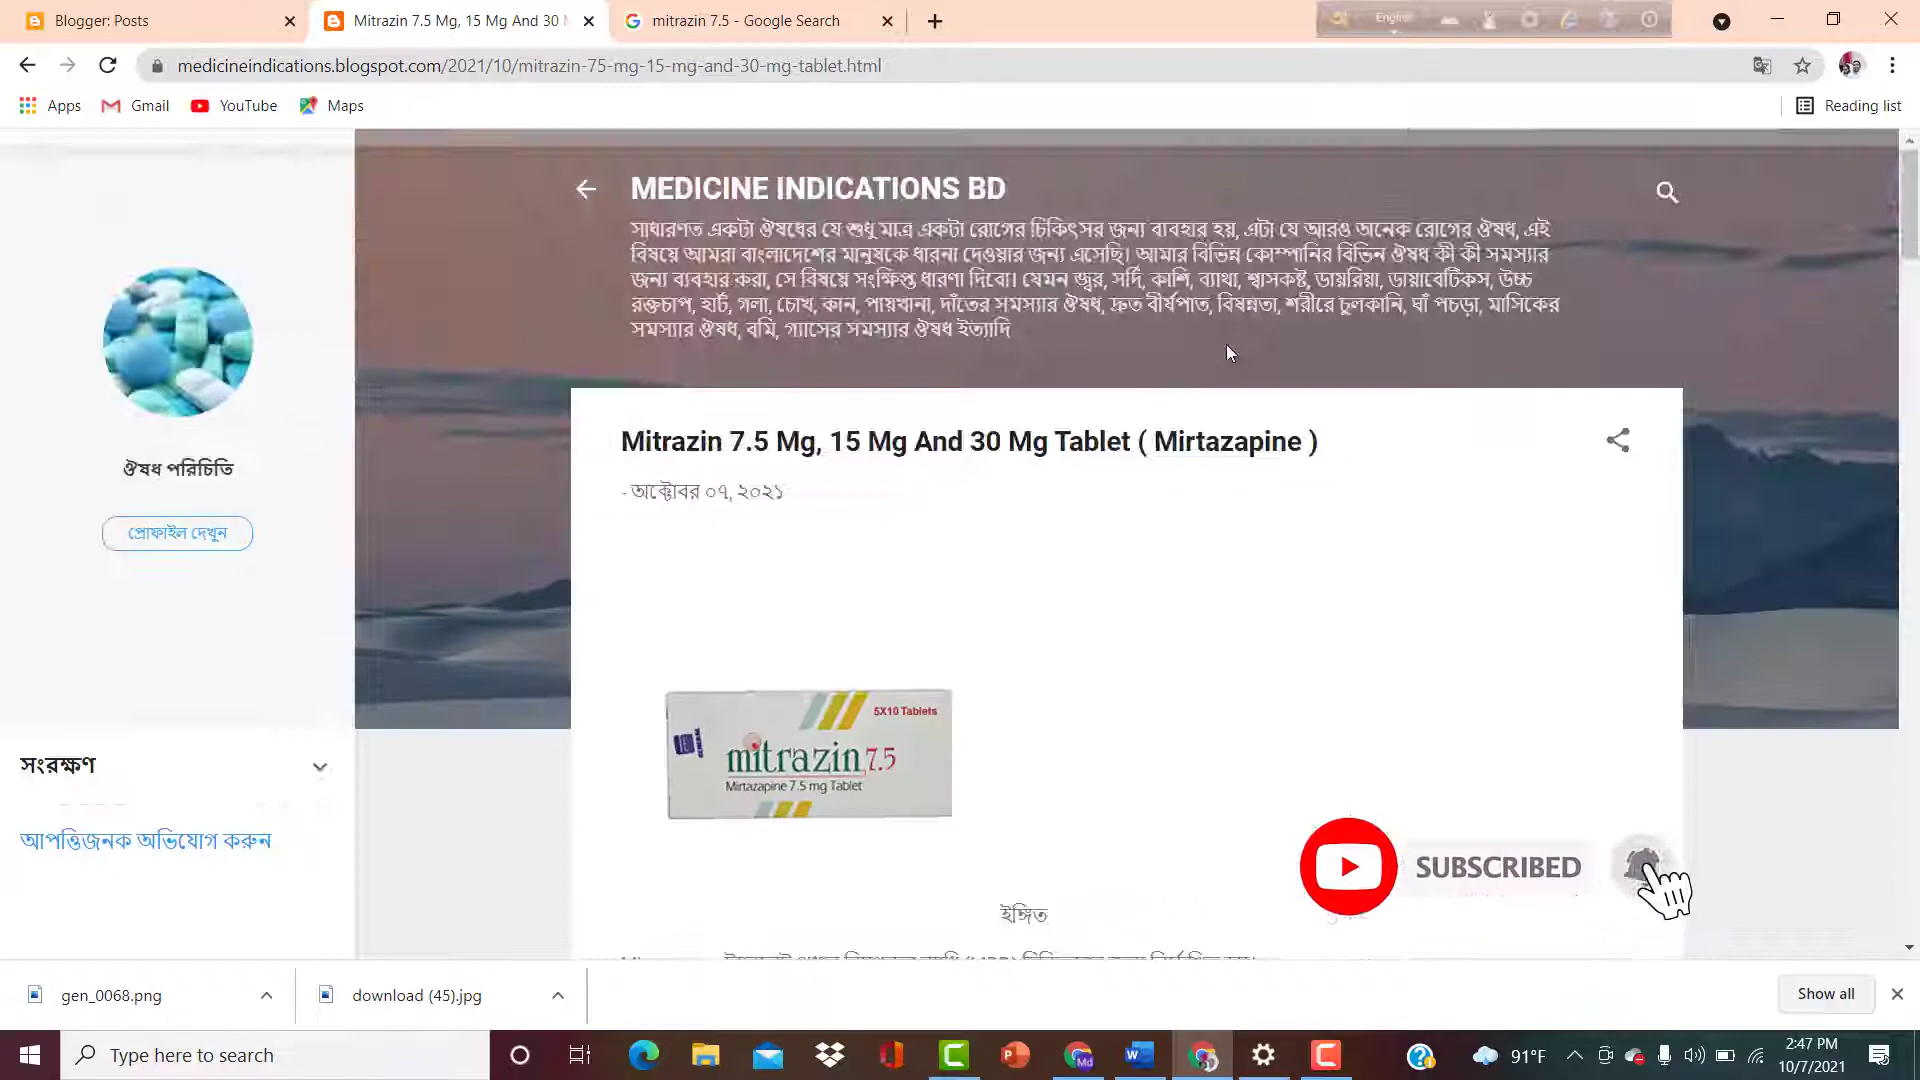 Blogger: Posts
Mitrazin 7.5 Mg, 15 Mg And 30 M
mitrazin 7.5 - Google Search
English
medicineindications.blogspot.com/2021/10/mitrazin-75-mg-15-mg-and-30-mg-tablet.html
Apps
Gmail
YouTube
Maps
Reading list
MEDICINE INDICATIONS BD
সাধারণত একটা ঔষধের যে শুধু মাত্র একটা রোগের চিকিৎসর জন্য ব্যবহার হয়, এটা যে আরও অনেক রোগের ঔষধ, এই
বিষয়ে আমরা বাংলাদেশের মানুষকে ধারনা দেওয়ার জন্য এসেছি। আমার বিভিন্ন কোম্পানির বিভিন ঔষধ কী কী সমস্যার
জন্য ব্যবহার করা, সে বিষয়ে সংক্ষিপ্ত ধারণা দিবো। যেমন জ্বর, সর্দি, কাশি, ব্যাথা, শ্বাসকষ্ট, ডায়রিয়া, ডায়াবেটিকস, উচ্চ
রক্তচাপ, হার্ট, গলা, চোখ, কান, পায়খানা, দাঁতের সমস্যার ঔষধ, দ্রুত বীর্ষপাত, বিষন্নতা, শরীরে চুলকানি, ঘাঁ পচড়া, মাসিকের
সমস্যার ঔষধ, বমি, গ্যাসের সমস্যার ঔষধ ইত্যাদি
ঔষধ পরিচিতি
প্রোফাইল দেখুন
সংরক্ষণ
আপত্তিজনক অভিযোগ করুন
Mitrazin 7.5 Mg, 15 Mg And 30 Mg Tablet ( Mirtazapine )
- অক্টোবর ০৭, ২০২১
5X10 Tablets
mitrazin 7.5
Mirtazapine 7.5 mg Tablet
SUBSCRIBED
ইঙ্গিত
gen_0068.png
download (45).jpg
Show all
Type here to search
91°F
2:47 PM
10/7/2021